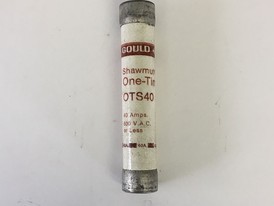 GOULD
Shawmut
One-Tim
OTS40
40 Amps.
600 V.A.C.
or Less